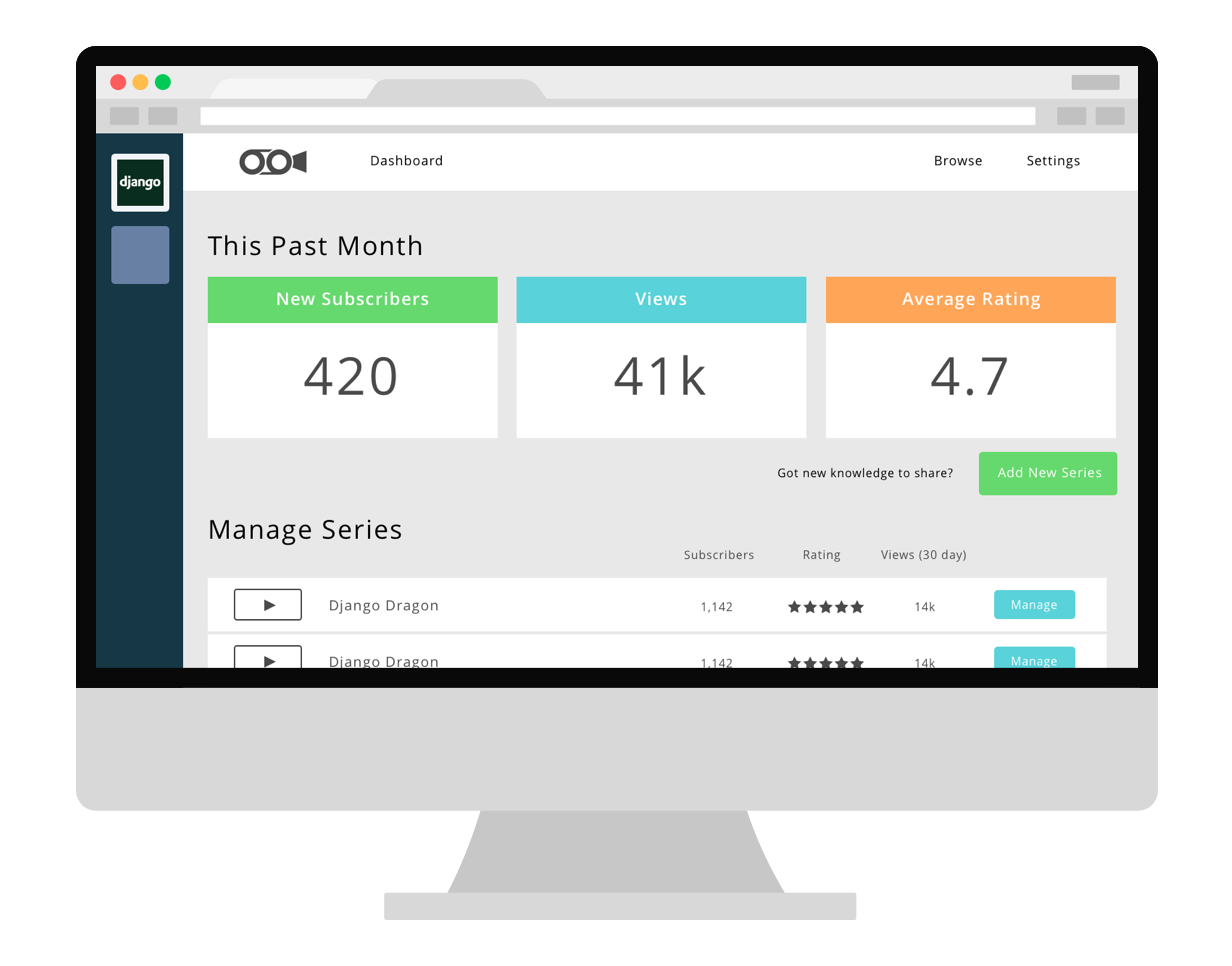 django
Dashboard
Browse
Settings
This Past Month
New Subscribers
Views
Average Rating
420
41k
4.7
Got new knowledge to share?
Add New Series
Manage Series
Subscribers
Rating
Views (30 day)
Django Dragon
1,142
14k
Manage
Django Dragon
1,142
14k
Manage